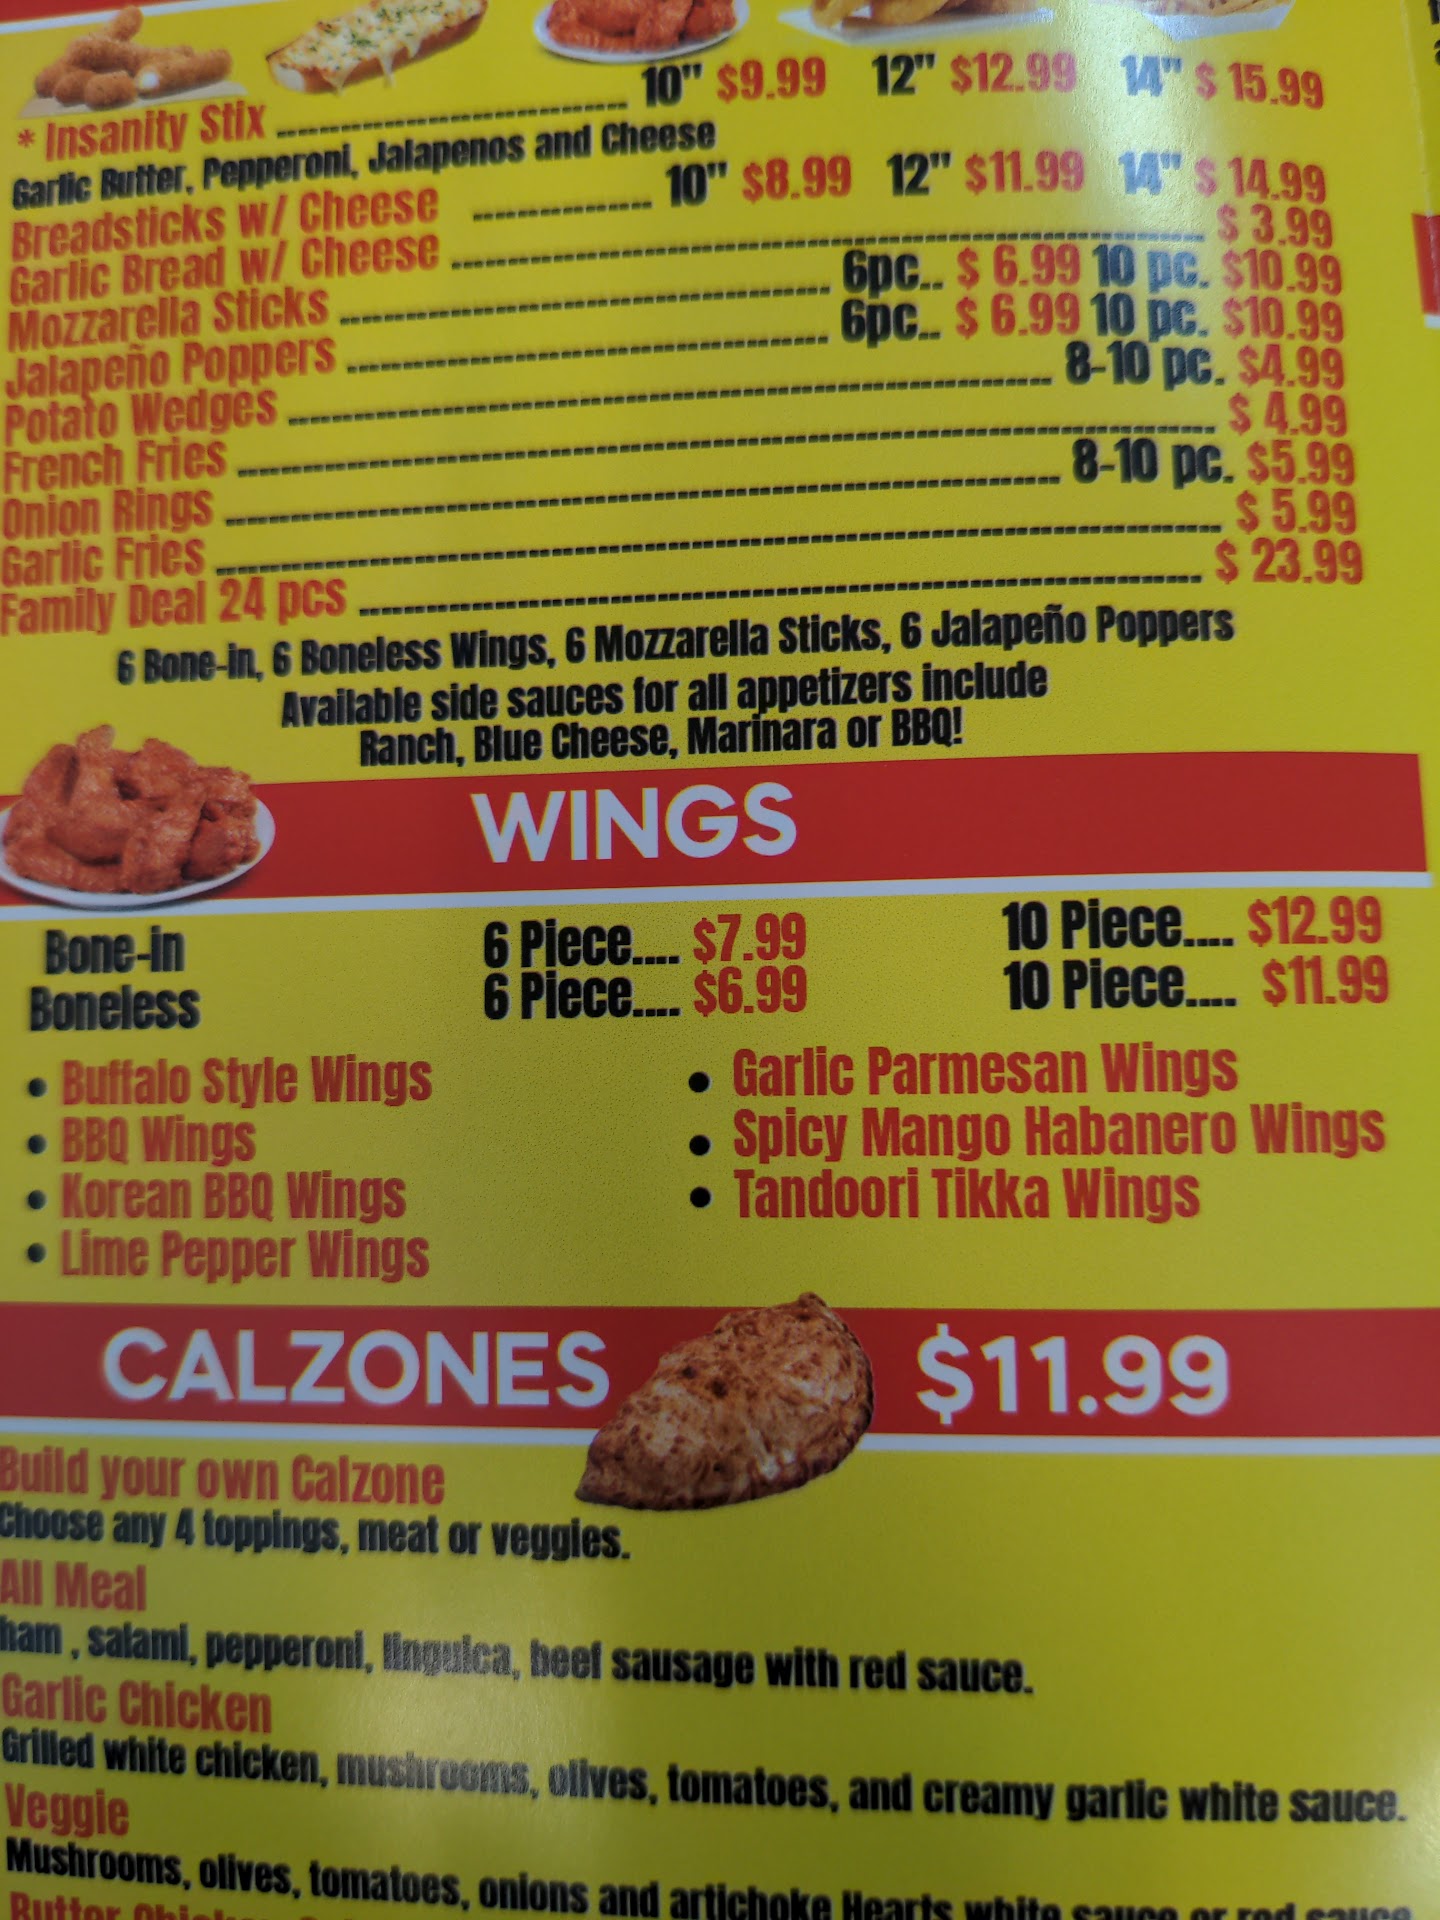 * Insanity Stix 10" $9.99 12" $12.99 14" $ 15.99
Garlic Butter, Pepperoni, Jalapenos and Cheese
Breadsticks w/ Cheese 10" $8.99 12" $11.99 14" $ 14.99
Garlic Bread w/ Cheese $ 3.99
Mozzarella Sticks 6pc.. $ 6.99 10 pc. $10.99
Jalapeño Poppers 6pc.. $ 6.99 10 pc. $10.99
Potato Wedges 8-10 pc. $4.99
French Fries $ 4.99
Onion Rings 8-10 pc. $5.99
Garlic Fries $ 5.99
Family Deal 24 pcs $ 23.99
6 Bone-in, 6 Boneless Wings, 6 Mozzarella Sticks, 6 Jalapeño Poppers
Available side sauces for all appetizers include
Ranch, Blue Cheese, Marinara or BBQ!
WINGS
Bone-in 6 Piece.... $7.99 10 Piece.... $12.99
Boneless 6 Piece.... $6.99 10 Piece.... $11.99
• Buffalo Style Wings
• BBQ Wings
• Korean BBQ Wings
• Lime Pepper Wings
• Garlic Parmesan Wings
• Spicy Mango Habanero Wings
• Tandoori Tikka Wings
CALZONES $11.99
Build your own Calzone
Choose any 4 toppings, meat or veggies.
All Meal
ham , salami, pepperoni, linguica, beef sausage with red sauce.
Garlic Chicken
Grilled white chicken, mushrooms, olives, tomatoes, and creamy garlic white sauce.
Veggie
Mushrooms, olives, tomatoes, onions and artichoke Hearts white sauce or red sauce
Butter